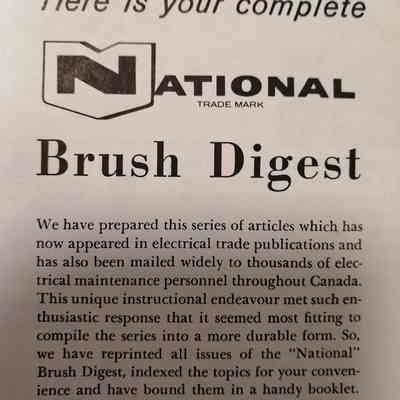 Here is your complete
NATIONAL
TRADE MARK
Brush Digest
We have prepared this series of articles which has
now appeared in electrical trade publications and
has also been mailed widely to thousands of elec-
trical maintenance personnel throughout Canada.
This unique instructional endeavour met such en-
thusiastic response that it seemed most fitting to
compile the series into a more durable form. So,
we have reprinted all issues of the "National"
Brush Digest, indexed the topics for your conven-
ience and have bound them in a handy booklet.